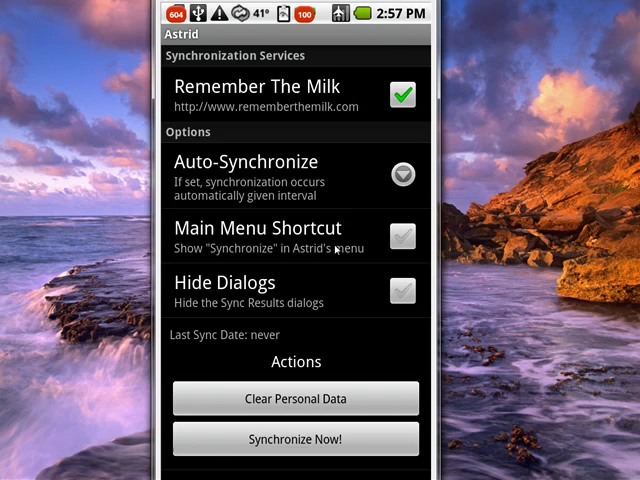 604 41° 100 2:57 PM
Astrid
Synchronization Services
Remember The Milk
http://www.rememberthemilk.com
Options
Auto-Synchronize
If set, synchronization occurs
automatically given interval
Main Menu Shortcut
Show "Synchronize" in Astrid's menu
Hide Dialogs
Hide the Sync Results dialogs
Last Sync Date: never
Actions
Clear Personal Data
Synchronize Now!